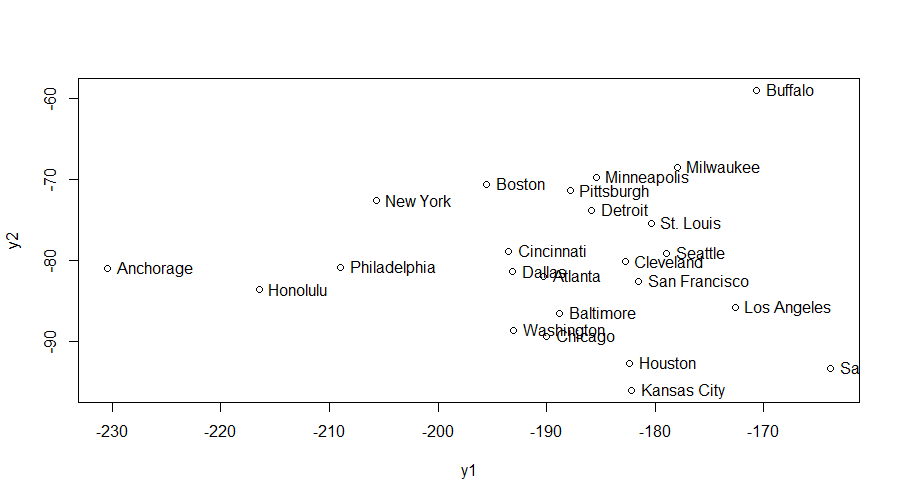 -60
Buffalo
Milwaukee
-70
Minneapolis
Boston
Pittsburgh
New York
Detroit
St. Louis
y2
Cincinnati
Seattle
-80
Cleveland
Anchorage
Philadelphia
Dallas
Atlanta
San Francisco
Honolulu
Los Angeles
Baltimore
Washington
-90
Chicago
Houston
Sa
Kansas City
-230
-220
-210
-200
-190
-180
-170
y1